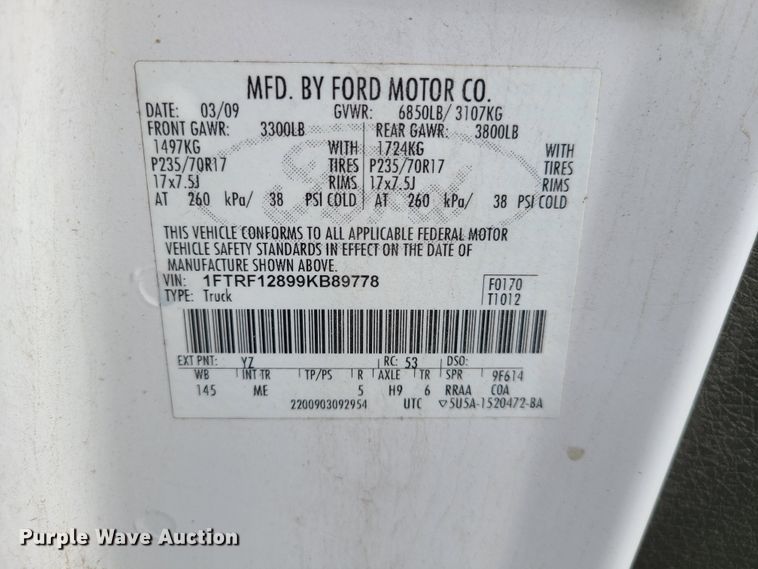 MFD. BY FORD MOTOR CO.
DATE: 03/09 GVWR: 6850LB/ 3107KG
FRONT GAWR: 3300LB REAR GAWR: 3800LB
1497KG WITH 1724KG WITH
P235/70R17 TIRES P235/70R17 TIRES
17x7.5J RIMS 17x7.5J RIMS
AT 260 kPa/ 38 PSI COLD AT 260 kPa/ 38 PSI COLD
Ford
THIS VEHICLE CONFORMS TO ALL APPLICABLE FEDERAL MOTOR
VEHICLE SAFETY STANDARDS IN EFFECT ON THE DATE OF
MANUFACTURE SHOWN ABOVE.
VIN: 1FTRF12899KB89778 F0170
TYPE: Truck T1012
EXT PNT: YZ RC: 53 DSO:
WB INT TR TP/PS R AXLE TR SPR 9F614
145 ME 5 H9 6 RRAA COA
2200903092954 UTC ▽5U5A-1520472-BA
Purple Wave Auction